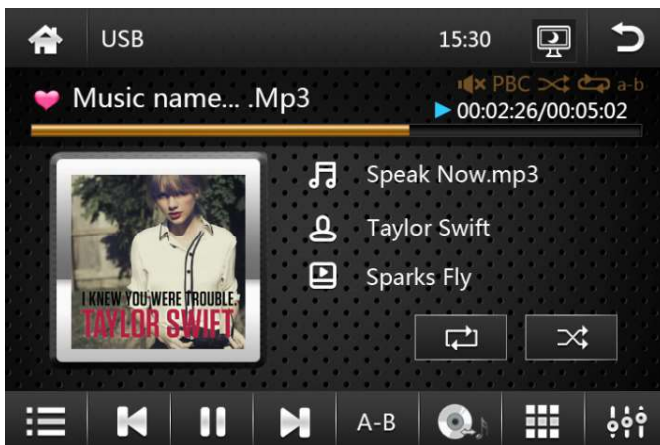 USB
15:30
Music name... .Mp3
PBC
a-b
00:02:26/00:05:02
Speak Now.mp3
Taylor Swift
Sparks Fly
I KNEW YOU WERE TROUBLE.
TAYLOR SWIFT
A-B